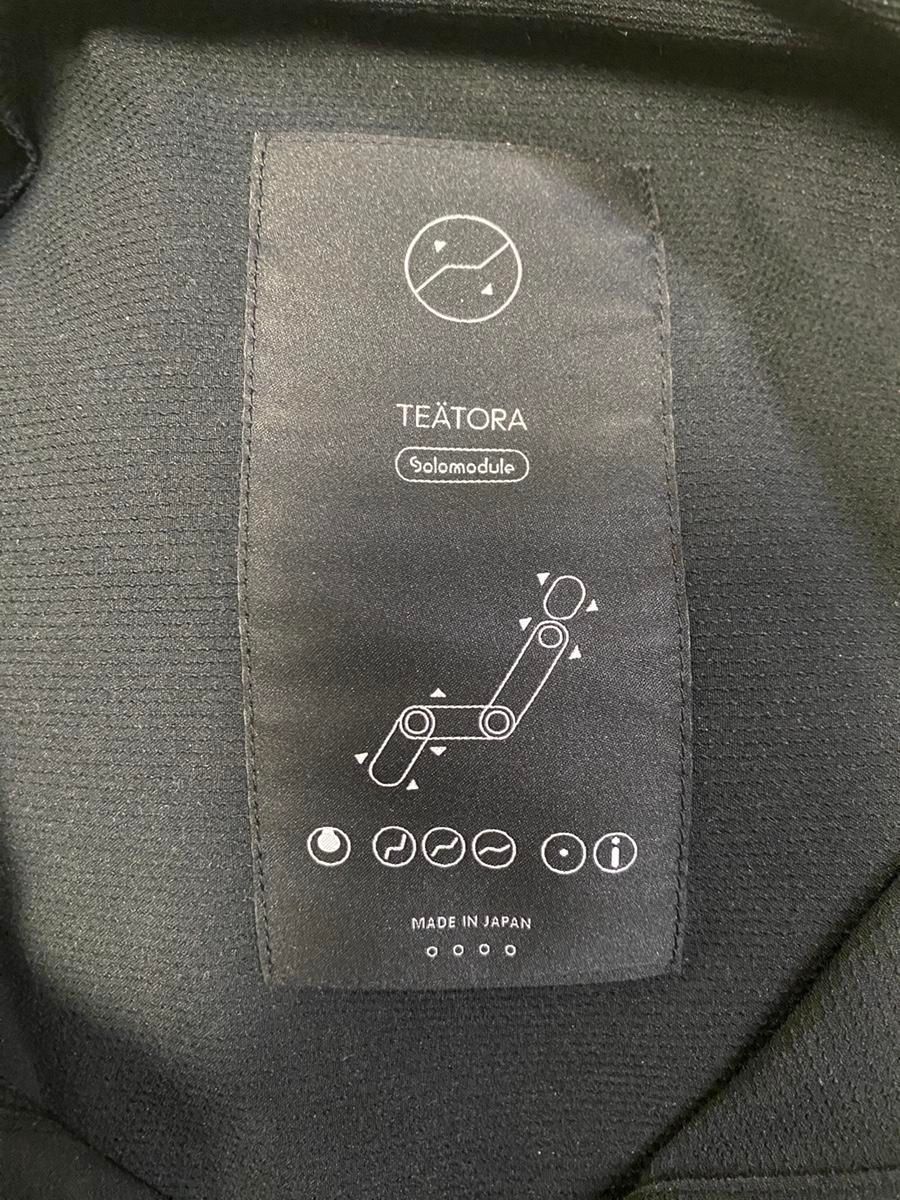 TEÄTORA
Solomodule
i
MADE IN JAPAN